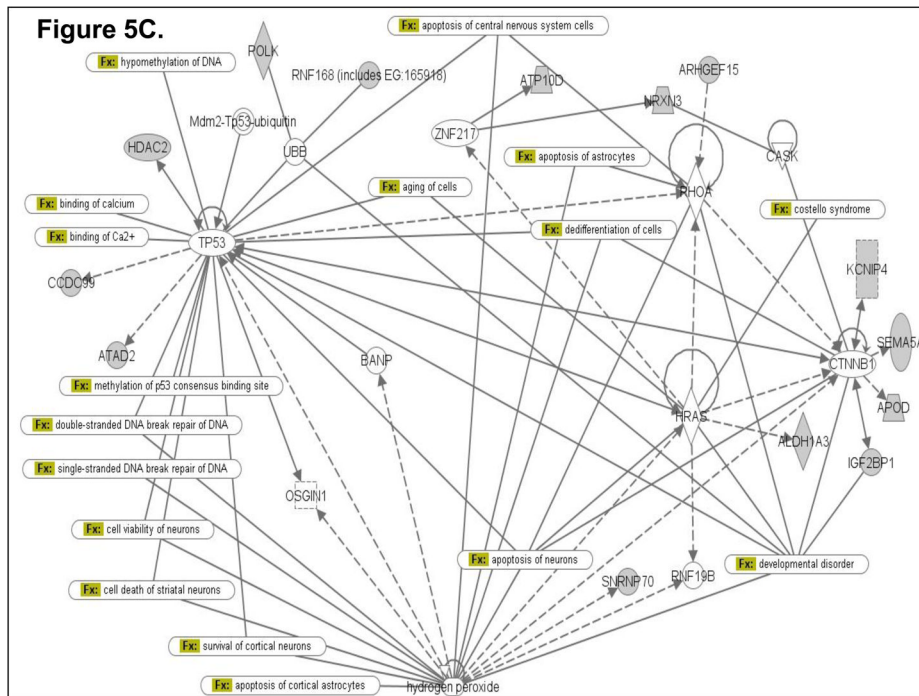 Figure 5C.
Fx: apoptosis of central nervous system cells
POLK
Fx: hypomethylation of DNA
RNF168 (includes EG:165918)
ATP10D
ARHGEF15
NRXN3
Mdm2-Tp53-ubiquitin
ZNF217
HDAC2
UBB
CASK
Fx: apoptosis of astrocytes
Fx: aging of cells
RHOA
Fx: binding of calcium
Fx: costello syndrome
Fx: dedifferentiation of cells
Fx: binding of Ca2+
TP53
CCDC99
KCNIP4
SEMA5A
ATAD2
BANP
CTNNB1
Fx: methylation of p53 consensus binding site
APOD
HRAS
Fx: double-stranded DNA break repair of DNA
ALDH1A3
IGF2BP1
Fx: single-stranded DNA break repair of DNA
OSGIN1
Fx: cell viability of neurons
Fx: apoptosis of neurons
Fx: developmental disorder
SNRNP70
RNF19B
Fx: cell death of striatal neurons
Fx: survival of cortical neurons
Fx: apoptosis of cortical astrocytes
hydrogen peroxide